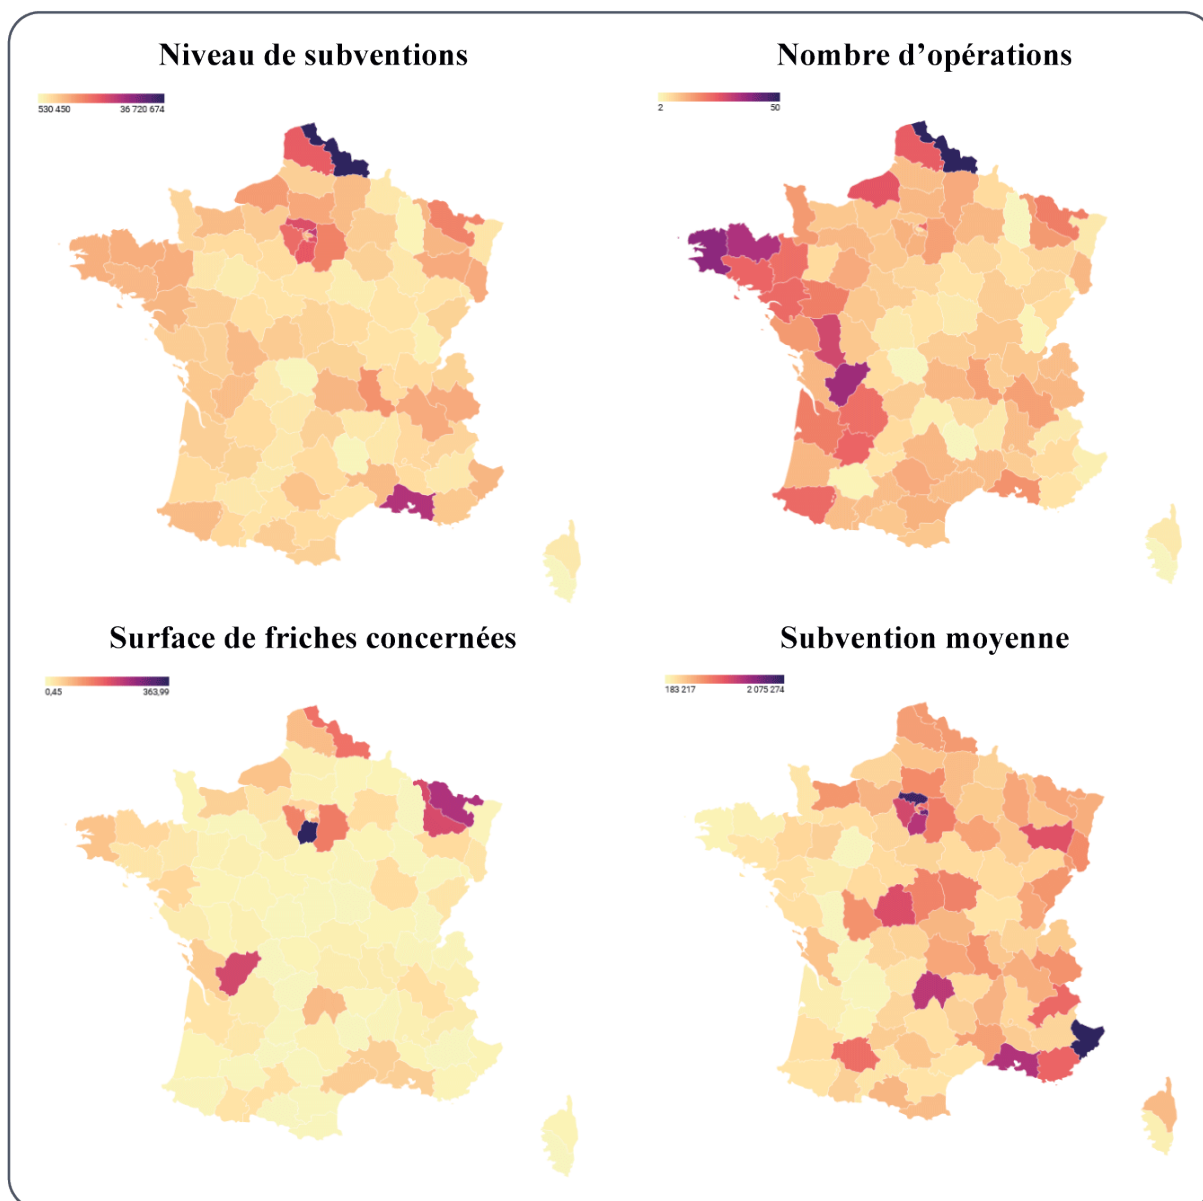 Niveau de subventions
530 450 36 720 674
Nombre d’opérations
2 50
Surface de friches concernées
0,45 363,99
Subvention moyenne
183 217 2 075 274